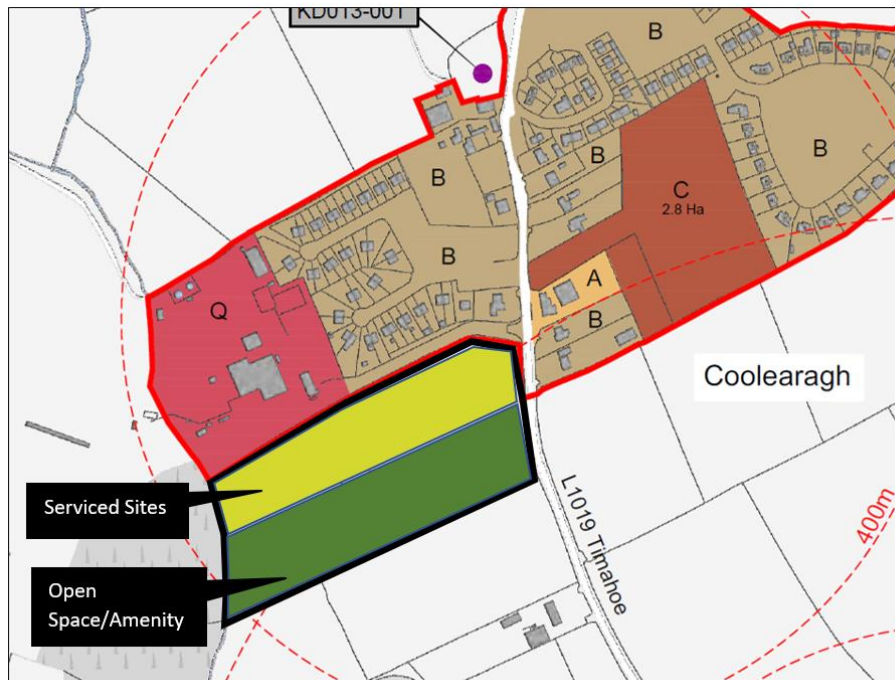 KD013-001
B
B
B
B
C
2.8 Ha
B
Q
A
B
Coolearagh
Serviced Sites
L1019 Timahoe
400m
Open
Space/Amenity